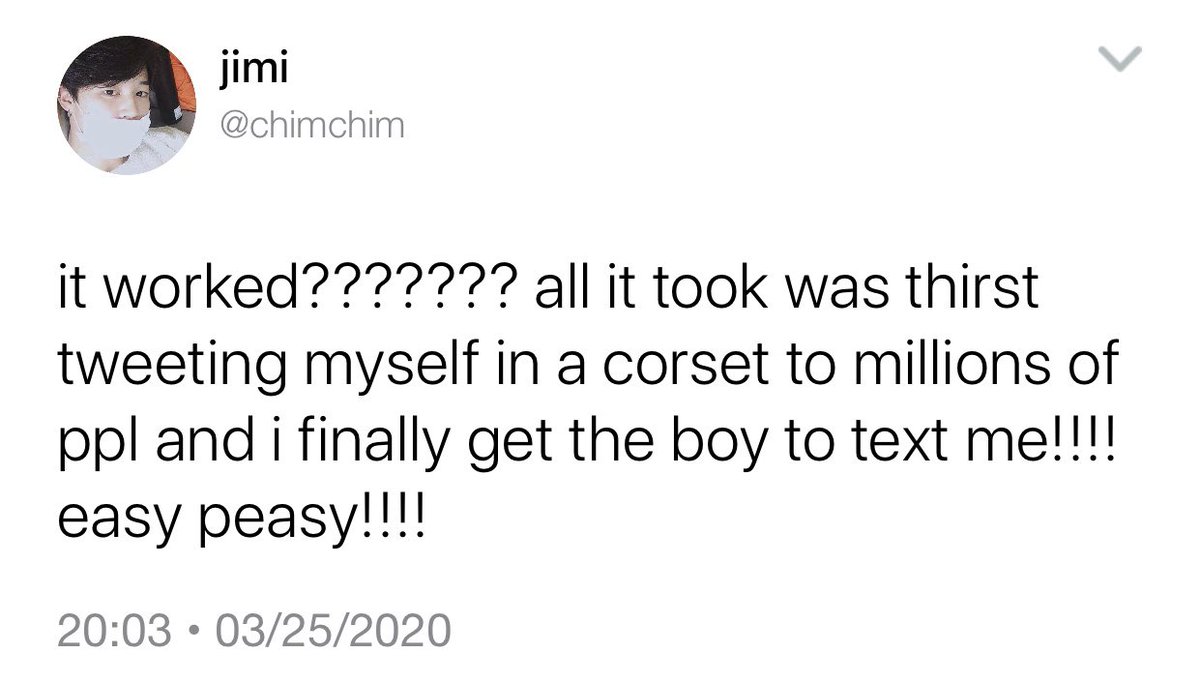 jimi
@chimchim
it worked??????? all it took was thirst
tweeting myself in a corset to millions of
ppl and i finally get the boy to text me!!!!
easy peasy!!!!
20:03 • 03/25/2020